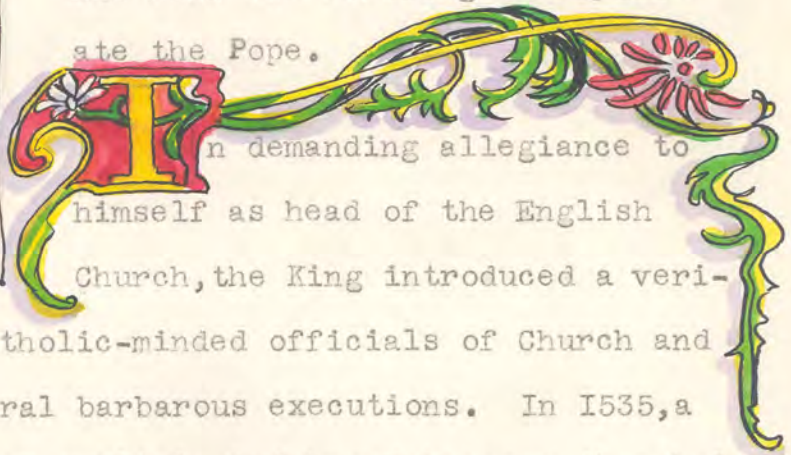 ate the Pope.
In demanding allegiance to
himself as head of the English
Church,the King introduced a veri-
tholic-minded officials of Church and
ral barbarous executions. In I535,a